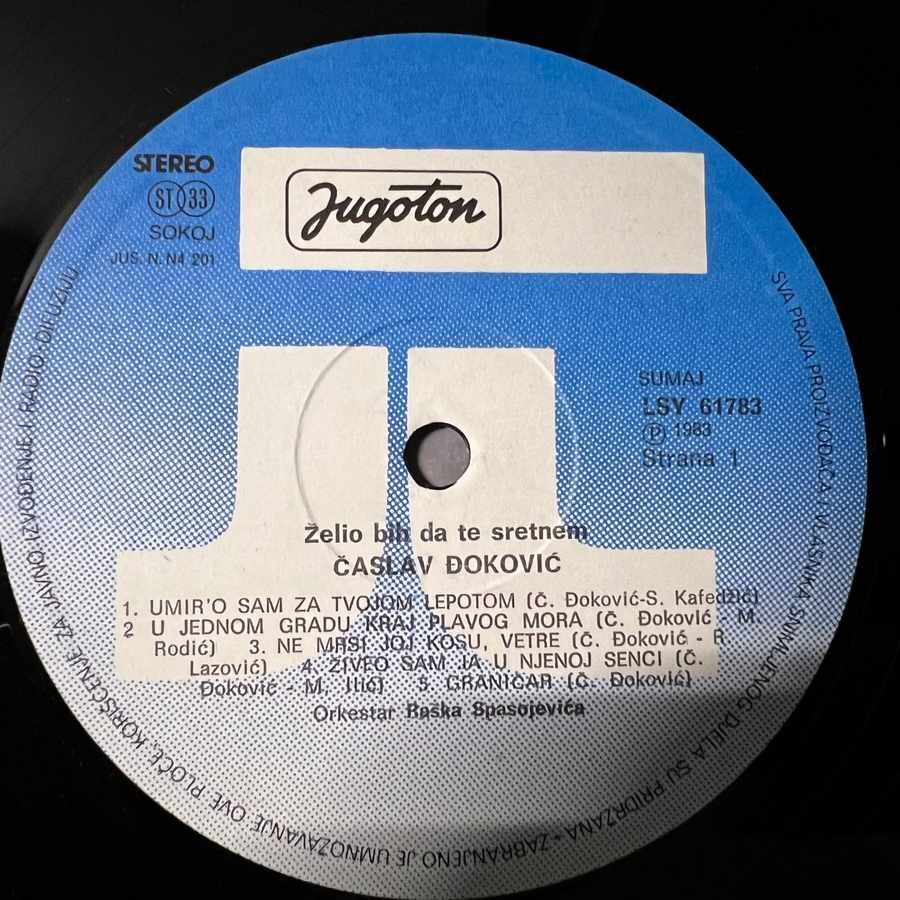 STEREO
ST 33
SOKOJ
JUS. N. N4 201
Jugoton
SUMAJ
LSY 61783
Ⓟ 1983
Strana 1
Želio bih da te sretnem
ČASLAV ĐOKOVIĆ
1. UMIR'O SAM ZA TVOJOM LEPOTOM (Č. Đoković-S. Kafedžić)
2 U JEDNOM GRADU KRAJ PLAVOG MORA (Č. Đoković - M.
Rodić) 3. NE MRSI JOJ KOSU, VETRE (Č. Đoković - R
Lazović) 4. ŽIVEO SAM JA U NJENOJ SENCI (Č.
Đoković - M. Ilić) 5. GRANIČAR (Č. Đoković)
Orkestar Raška Spasojevića
SVA PRAVA PROIZVOĐAČA I VLASNIKA SNIMLJENOG DJELA SU PRIDRŽANA - ZABRANJENO JE UMNOŽAVANJE OVE PLOČE, KORIŠĆENJE ZA JAVNO IZVOĐENJE I RADIO-DIFUZIJU